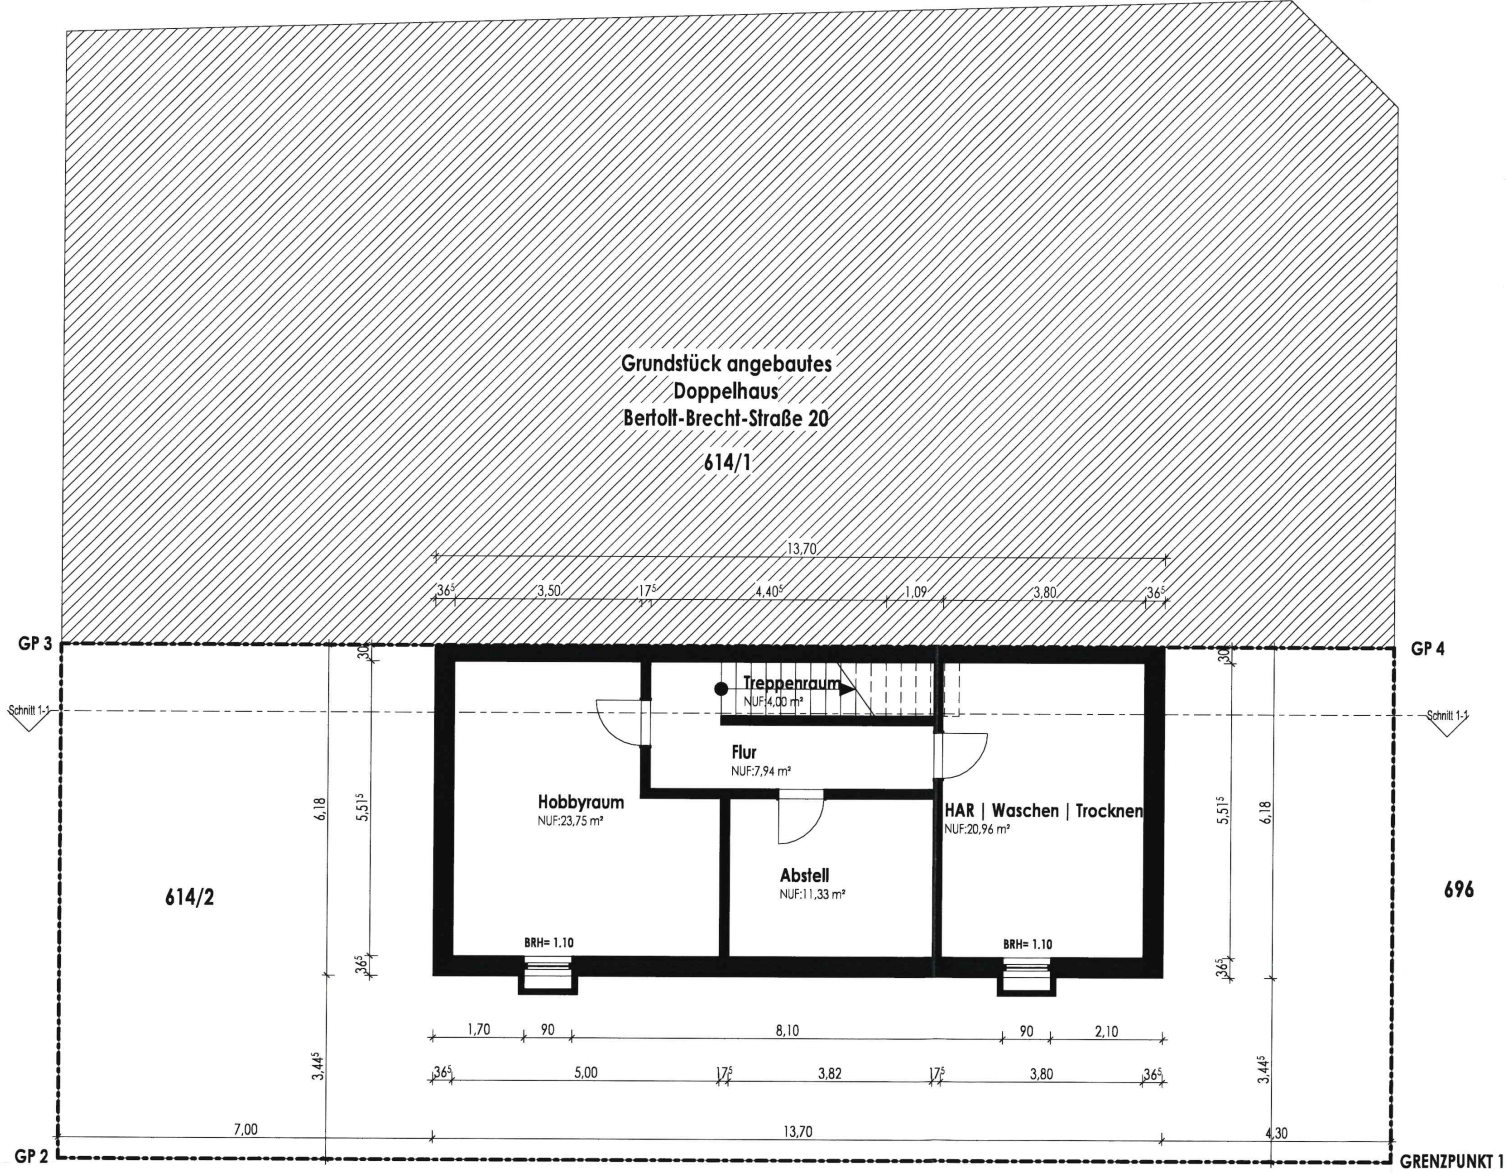 Grundstück angebautes
Doppelhaus
Bertolt-Brecht-Straße 20
614/1
13,70
36⁵ 3,50 17⁵ 4,40⁵ 1,09 3,80 36⁵
GP 3
GP 4
30
30
Schnitt 1-1
Schnitt 1-1
Treppenraum
NUF:4,00 m²
Flur
NUF:7,94 m²
Hobbyraum
NUF:23,75 m²
HAR | Waschen | Trocknen
NUF:20,96 m²
6,18
5,51⁵
5,51⁵
6,18
Abstell
NUF:11,33 m²
614/2
696
BRH= 1.10
BRH= 1.10
36⁵
36⁵
1,70 90 8,10 90 2,10
3,44⁵
3,44⁵
36⁵ 5,00 17⁵ 3,82 17⁵ 3,80 36⁵
7,00 13,70 4,30
GP 2
GRENZPUNKT 1